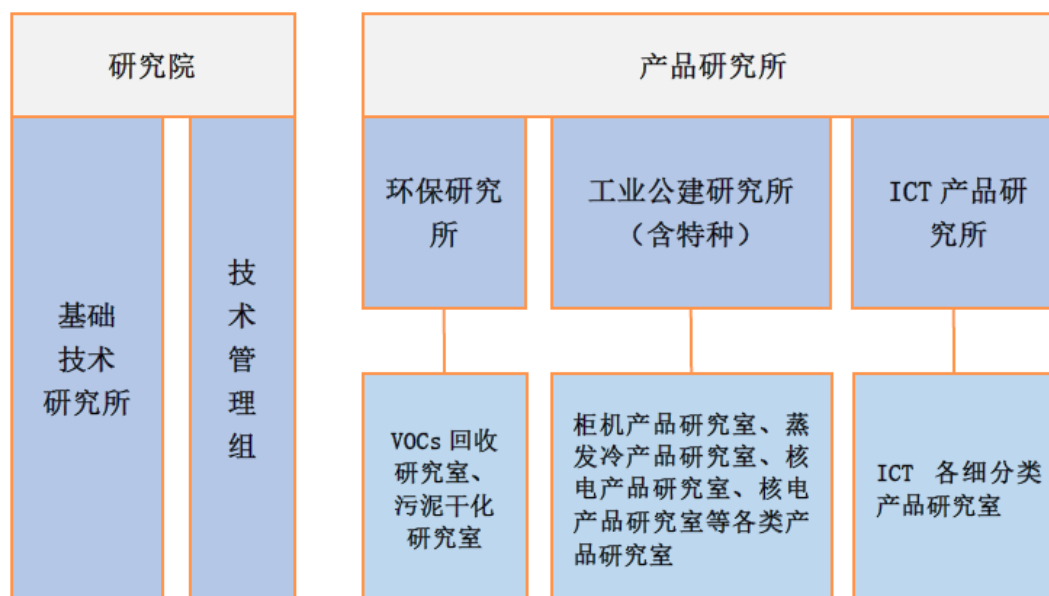 研究院
产品研究所
基础
技术
研究所
技
术
管
理
组
环保研究
所
工业公建研究所
（含特种）
ICT 产品研
究所
VOCs 回收
研究室、
污泥干化
研究室
柜机产品研究室、蒸
发冷产品研究室、核
电产品研究室、核电
产品研究室等各类产
品研究室
ICT 各细分类
产品研究室